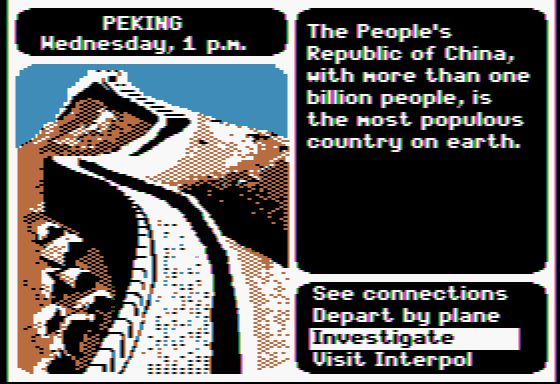 PEKING
Wednesday, 1 p.m.
The People's
Republic of China,
with more than one
billion people, is
the most populous
country on earth.
See connections
Depart by plane
Investigate
Visit Interpol